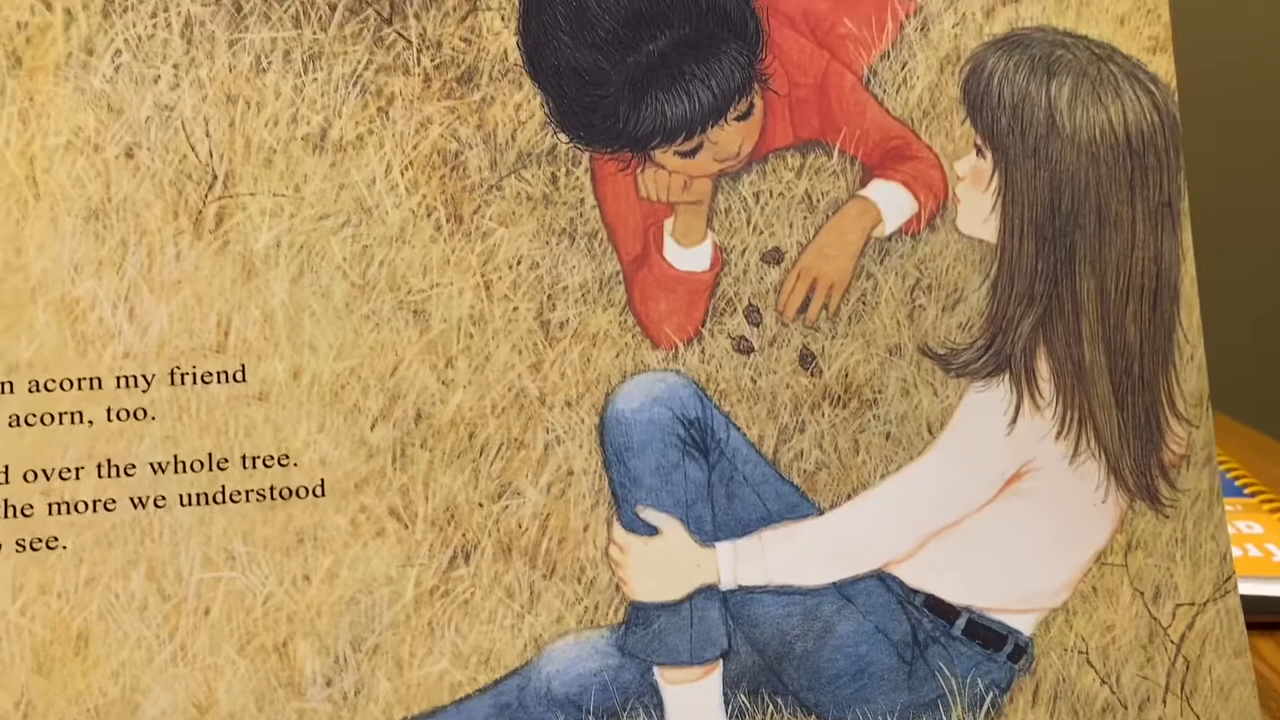 n acorn my friend
acorn, too.
d over the whole tree.
he more we understood
see.